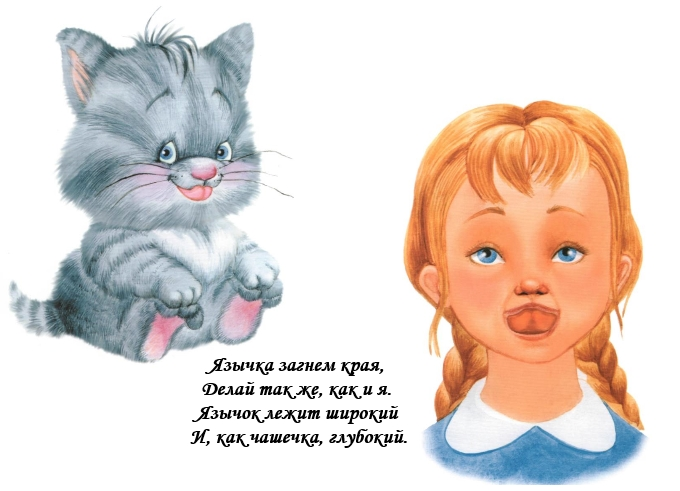 Язычка загнем края,
Делай так же, как и я.
Язычок лежит широкий
И, как чашечка, глубокий.